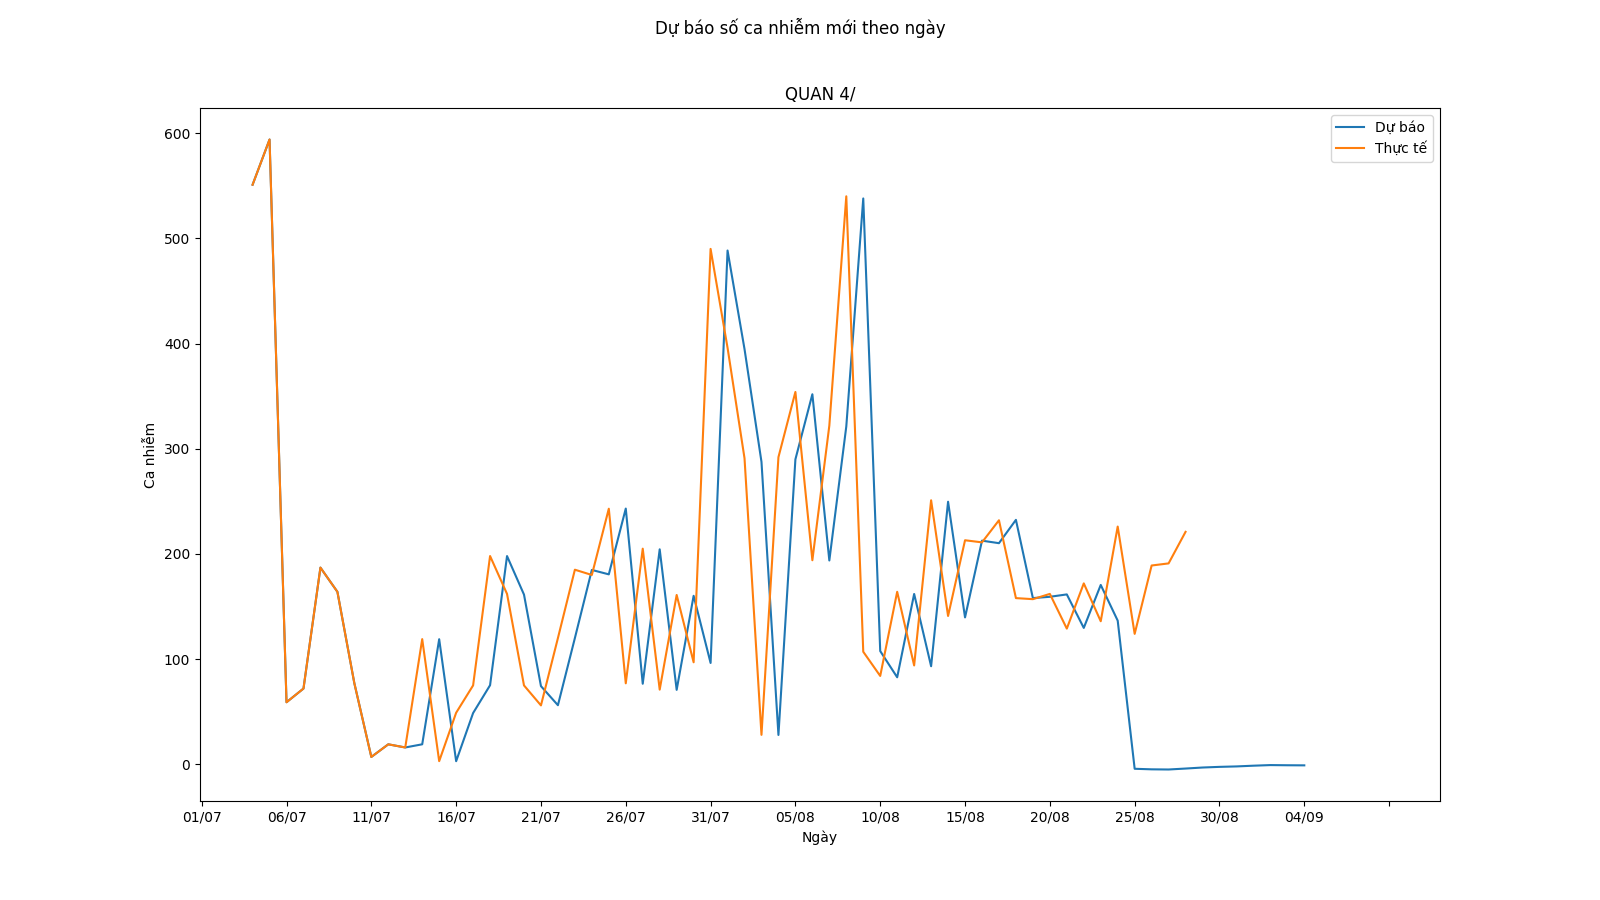 Dự báo số ca nhiễm mới theo ngày
QUAN 4/
Dự báo
Thực tế
600
500
400
300
200
100
0
Ca nhiễm
01/07 06/07 11/07 16/07 21/07 26/07 31/07 05/08 10/08 15/08 20/08 25/08 30/08 04/09
Ngày